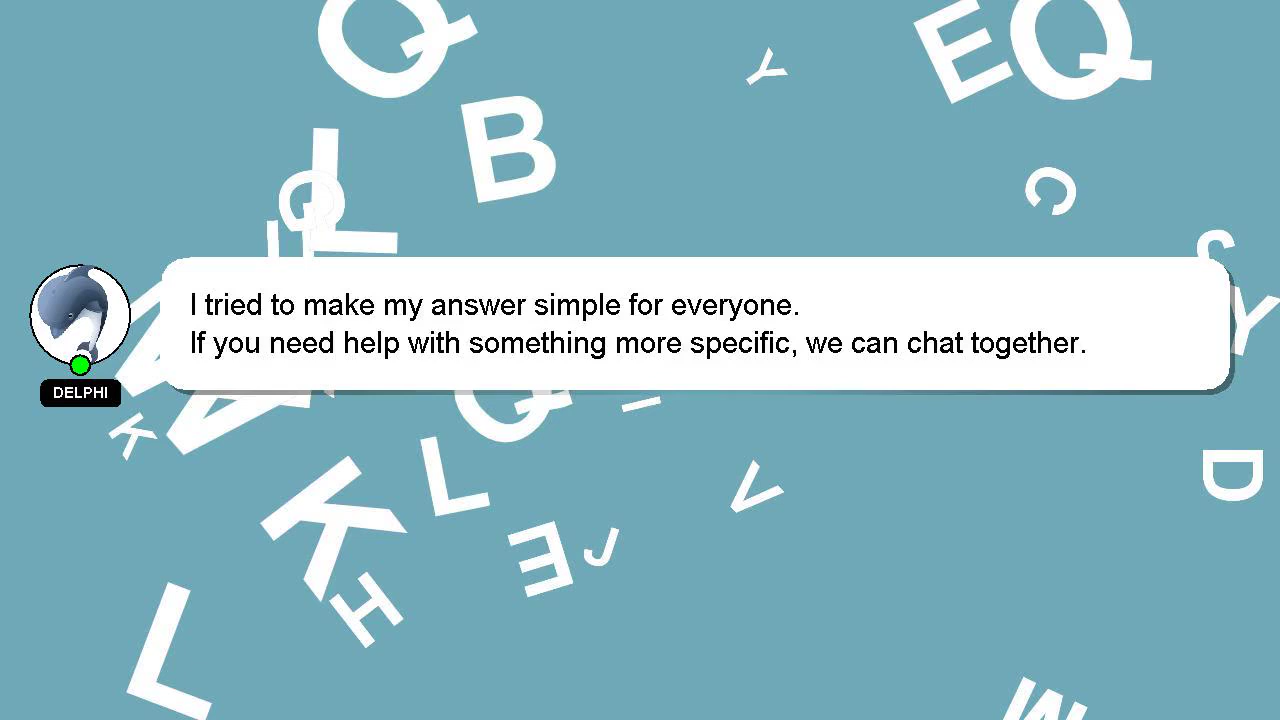 I tried to make my answer simple for everyone.
If you need help with something more specific, we can chat together.
DELPHI
Q
E
Q
Y
B
L
Q
C
S
Y
K
Q
I
L
V
D
K
E
J
H
L
M